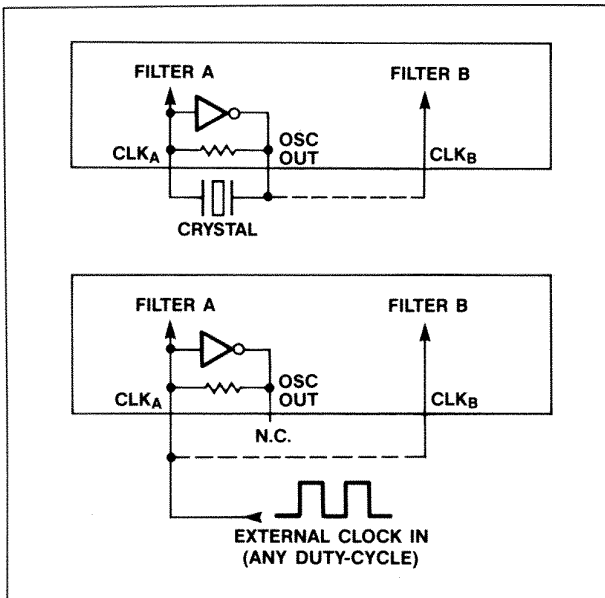 FILTER A FILTER B
OSC
OUT
CLKA CLKB
CRYSTAL
FILTER A FILTER B
OSC
OUT
CLKA CLKB
N.C.
EXTERNAL CLOCK IN
(ANY DUTY-CYCLE)